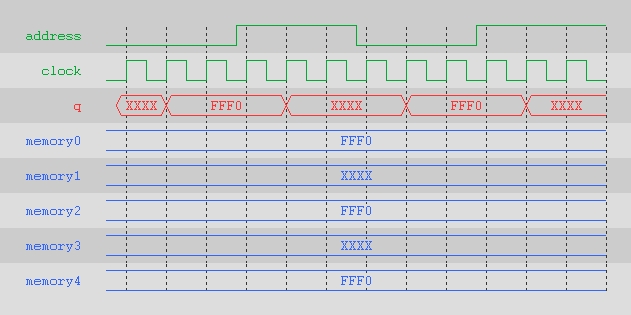 address
clock
q XXXX FFF0 XXXX FFF0 XXXX
memory0 FFF0
memory1 XXXX
memory2 FFF0
memory3 XXXX
memory4 FFF0